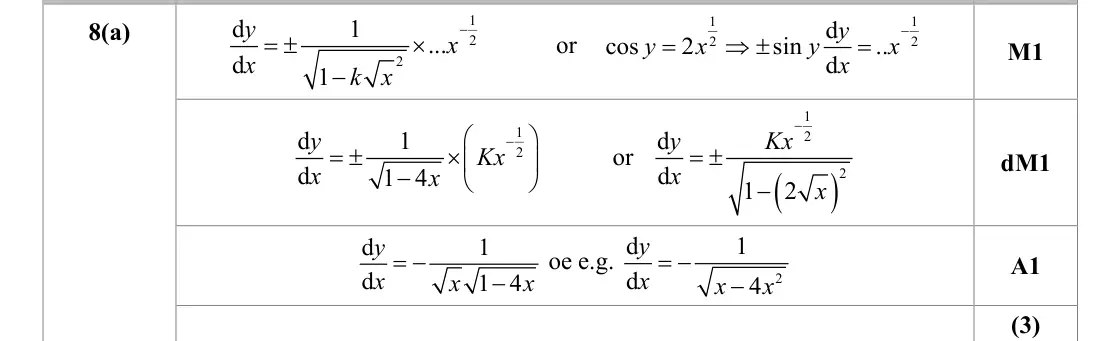 8(a) dy/dx = ± 1/√(1 − k√x²) × ...x^(−1/2) or cos y = 2x^(1/2) ⇒ ± sin y dy/dx = ..x^(−1/2) M1
dy/dx = ± 1/√(1 − 4x) × (Kx^(−1/2)) or dy/dx = ± Kx^(−1/2)/√(1 − (2√x)²) dM1
dy/dx = − 1/(√x√(1 − 4x)) oe e.g. dy/dx = − 1/√(x − 4x²) A1
(3)